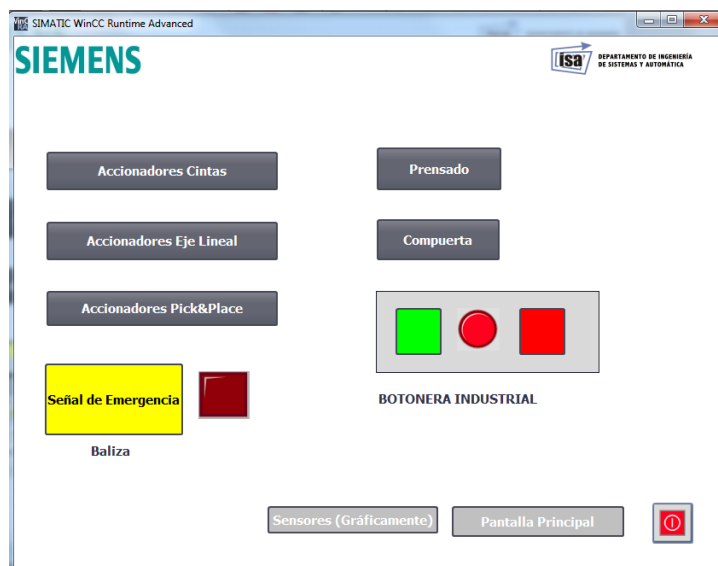 SIMATIC WinCC Runtime Advanced
SIEMENS
isa
DEPARTAMENTO DE INGENIERÍA
DE SISTEMAS Y AUTOMÁTICA
Accionadores Cintas
Prensado
Accionadores Eje Lineal
Compuerta
Accionadores Pick&Place
Señal de Emergencia
BOTONERA INDUSTRIAL
Baliza
Sensores (Gráficamente)
Pantalla Principal